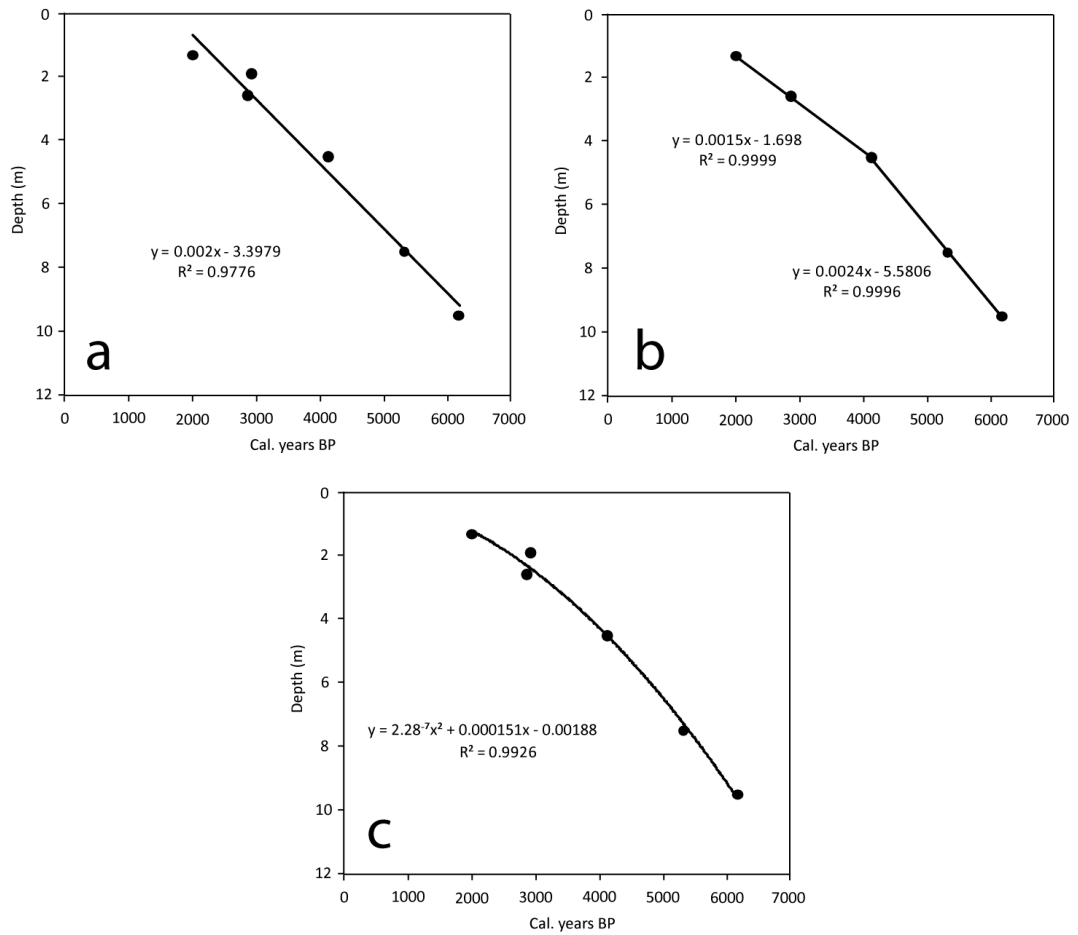 0
2
4
6
8
10
12
Depth (m)
y = 0.002x - 3.3979
R² = 0.9776
a
0 1000 2000 3000 4000 5000 6000 7000
Cal. years BP
0
2
4
6
8
10
12
Depth (m)
y = 0.0015x - 1.698
R² = 0.9999
y = 0.0024x - 5.5806
R² = 0.9996
b
0 1000 2000 3000 4000 5000 6000 7000
Cal. years BP
0
2
4
6
8
10
12
Depth (m)
y = 2.28⁻⁷x² + 0.000151x - 0.00188
R² = 0.9926
c
0 1000 2000 3000 4000 5000 6000 7000
Cal. years BP